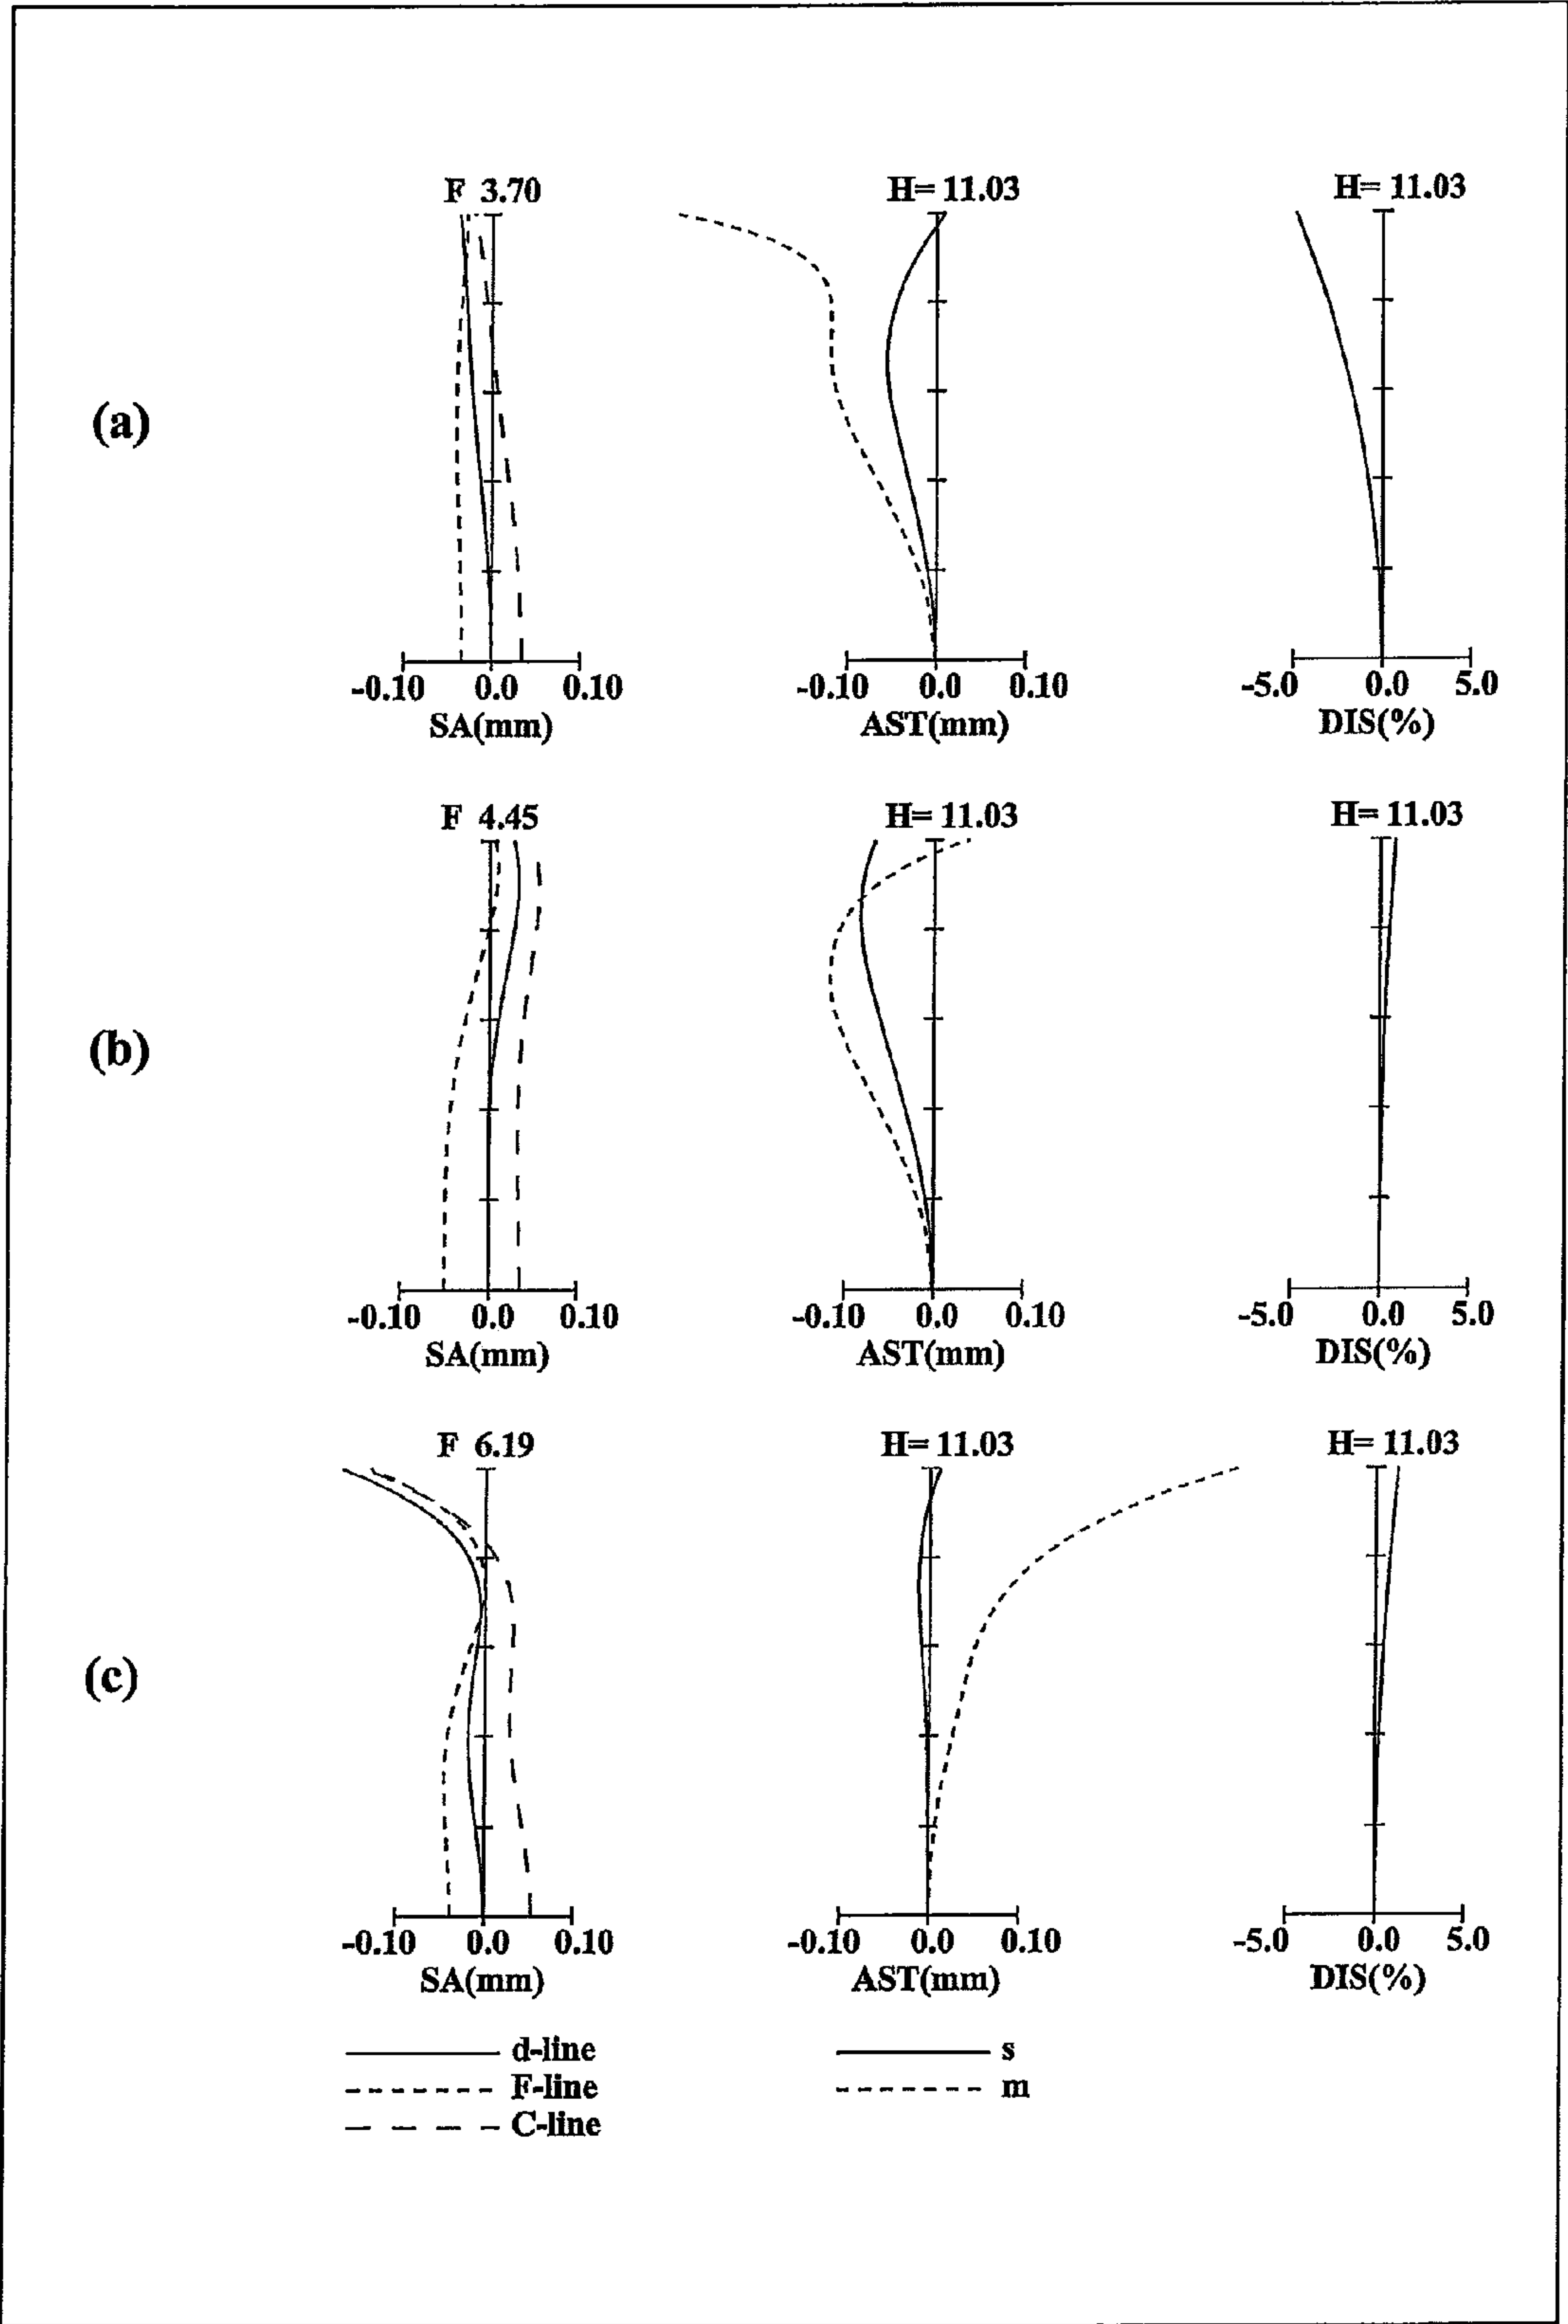 F 3.70 H= 11.03 H= 11.03
(a)
-0.10 0.0 0.10 -0.10 0.0 0.10 -5.0 0.0 5.0
SA(mm) AST(mm) DIS(%)
F 4.45 H= 11.03 H= 11.03
(b)
-0.10 0.0 0.10 -0.10 0.0 0.10 -5.0 0.0 5.0
SA(mm) AST(mm) DIS(%)
F 6.19 H= 11.03 H= 11.03
(c)
-0.10 0.0 0.10 -0.10 0.0 0.10 -5.0 0.0 5.0
SA(mm) AST(mm) DIS(%)
d-line s
F-line m
C-line